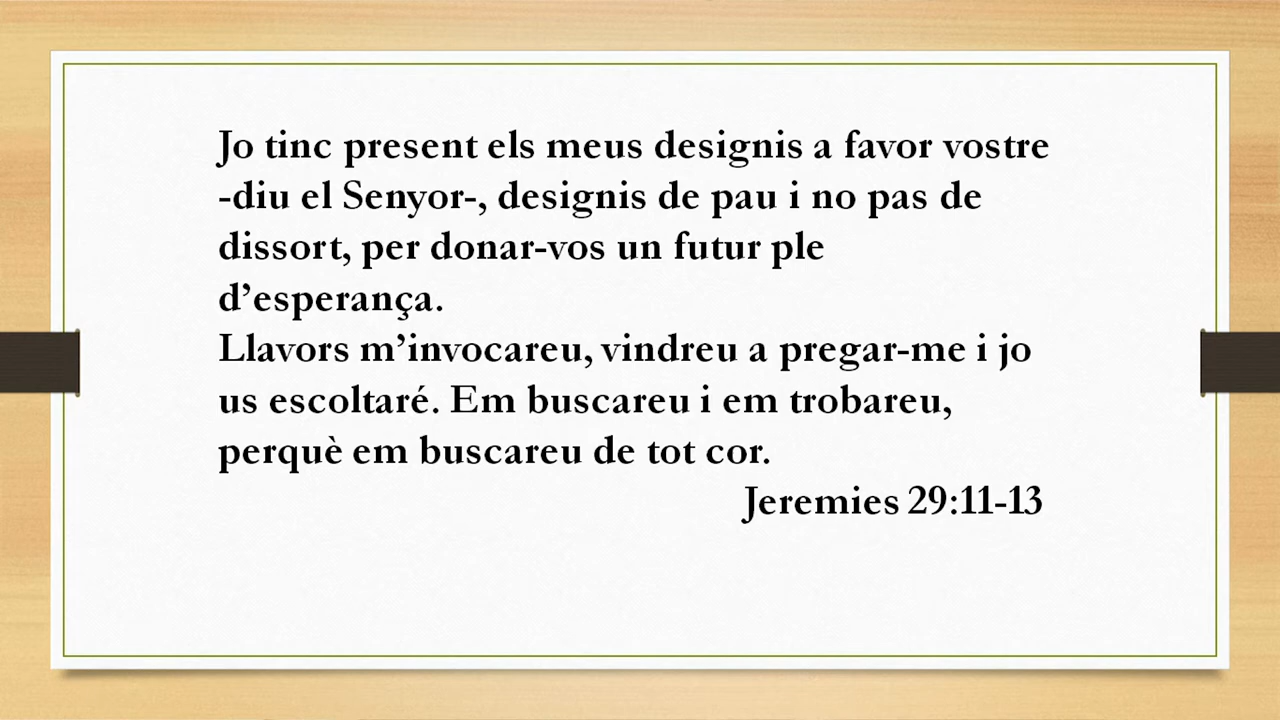 Jo tinc present els meus designis a favor vostre
-diu el Senyor-, designis de pau i no pas de
dissort, per donar-vos un futur ple
d’esperança.
Llavors m’invocareu, vindreu a pregar-me i jo
us escoltaré. Em buscareu i em trobareu,
perquè em buscareu de tot cor.
Jeremies 29:11-13